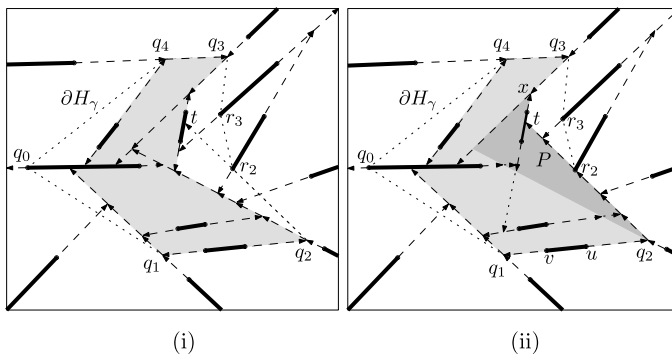 q₄ q₃
∂Hγ
t r₃
q₀
r₂
q₁ q₂
(i)
q₄ q₃
x
∂Hγ
t r₃
q₀ P r₂
v u
q₁ q₂
(ii)